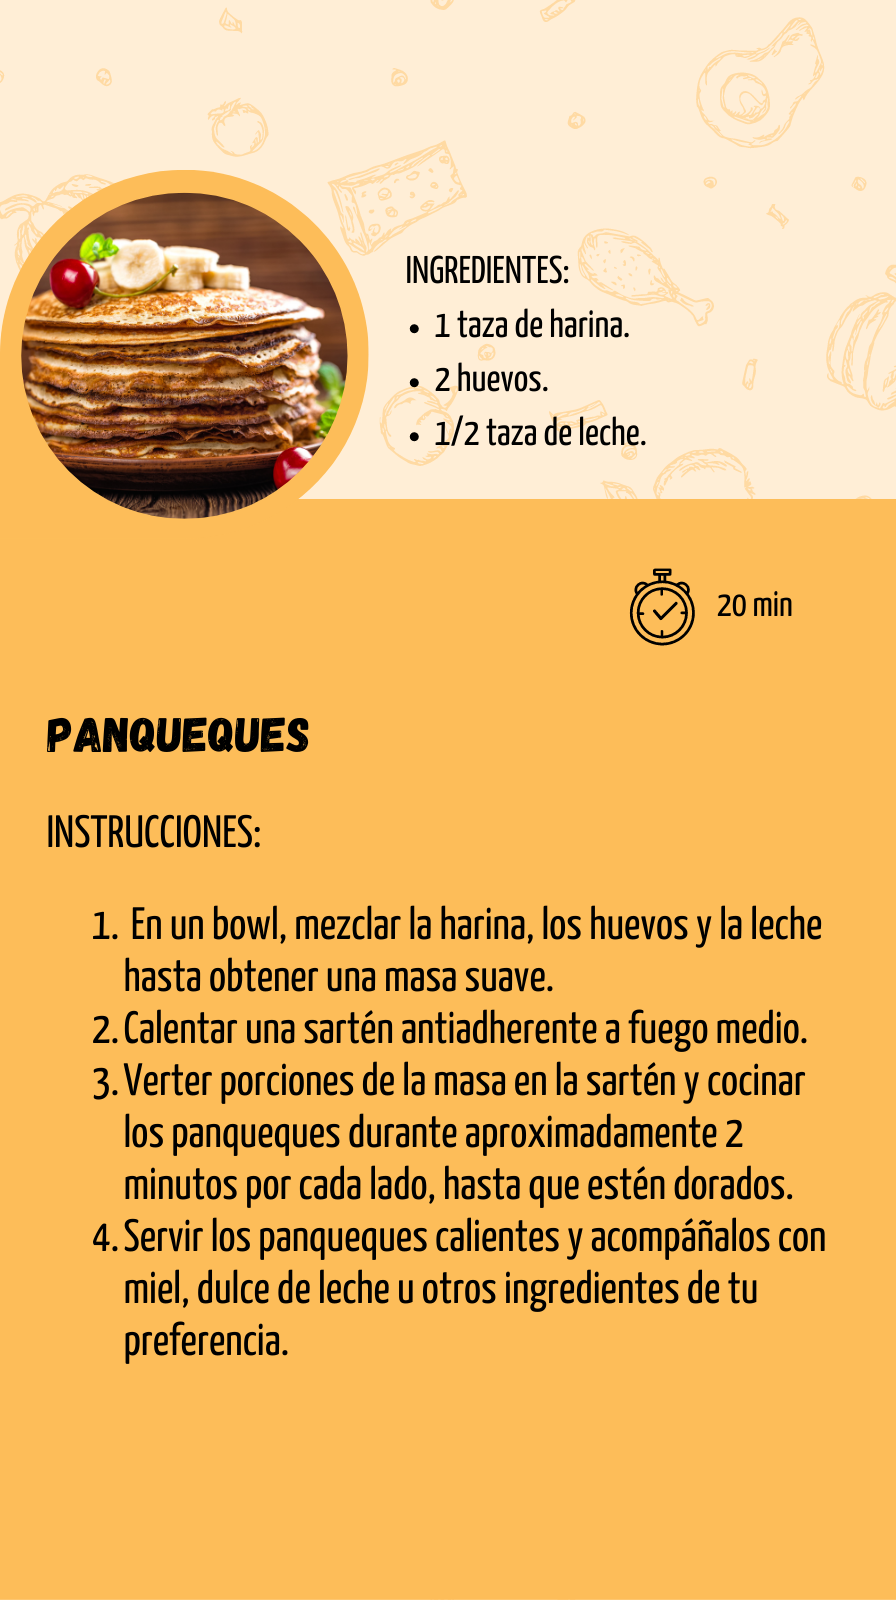 INGREDIENTES:
• 1 taza de harina.
• 2 huevos.
• 1/2 taza de leche.
20 min
PANQUEQUES
INSTRUCCIONES:
1. En un bowl, mezclar la harina, los huevos y la leche
hasta obtener una masa suave.
2. Calentar una sartén antiadherente a fuego medio.
3. Verter porciones de la masa en la sartén y cocinar
los panqueques durante aproximadamente 2
minutos por cada lado, hasta que estén dorados.
4. Servir los panqueques calientes y acompáñalos con
miel, dulce de leche u otros ingredientes de tu
preferencia.